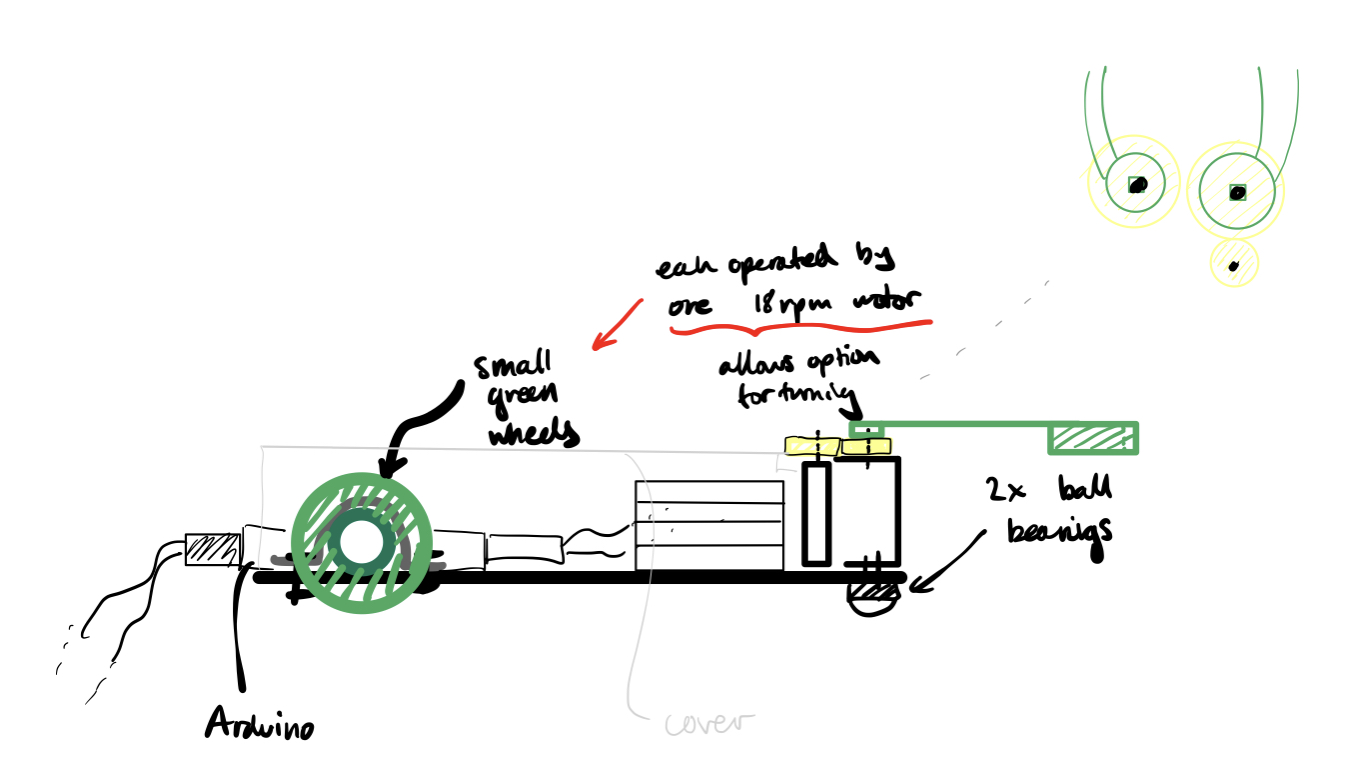 each operated by
one 18rpm motor
allows option
for turning
small
green
wheels
2x ball
bearings
Arduino
cover